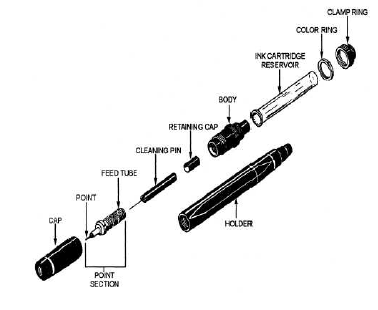 CLAMP RING
COLOR RING
INK CARTRIDGE
RESERVOIR
BODY
RETAINING CAP
CLEANING PIN
FEED TUBE
POINT
CAP
HOLDER
POINT
SECTION